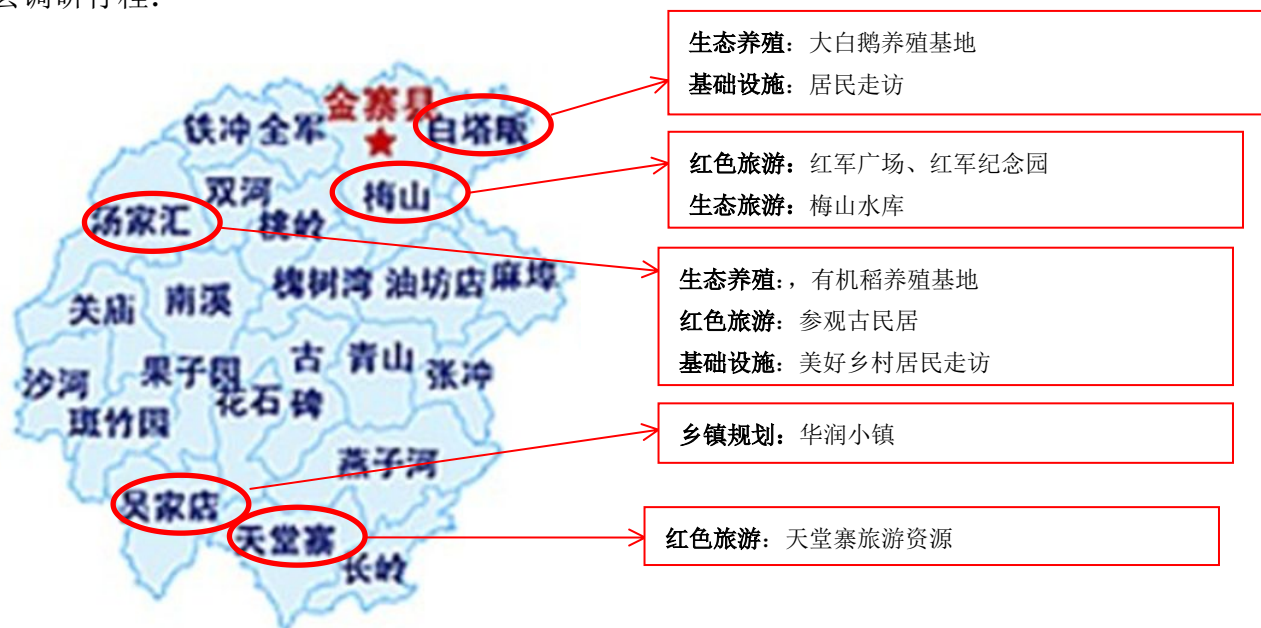 云调研行程：
生态养殖：大白鹅养殖基地
基础设施：居民走访
红色旅游：红军广场、红军纪念园
生态旅游：梅山水库
生态养殖：，有机稻养殖基地
红色旅游：参观古民居
基础设施：美好乡村居民走访
乡镇规划：华润小镇
红色旅游：天堂寨旅游资源
金寨县
铁冲
全军
白塔畈
双河
梅山
汤家汇
桃岭
槐树湾
油坊店
麻埠
关庙
南溪
沙河
果子园
古碑
青山
张冲
斑竹园
花石
燕子河
吴家店
天堂寨
长岭